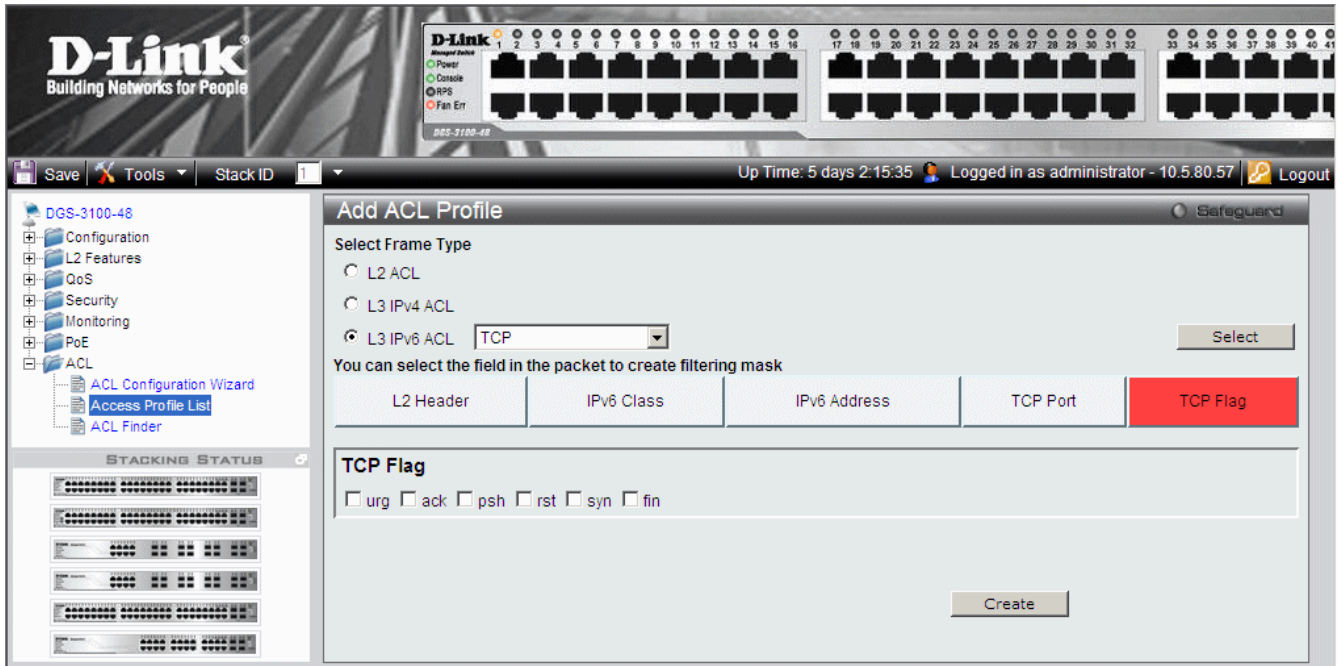 D-Link
Building Networks for People
D-Link
Managed Switch
Power
Console
RPS
Fan Err
DGS-3100-48
1 2 3 4 5 6 7 8 9 10 11 12 13 14 15 16
17 18 19 20 21 22 23 24 25 26 27 28 29 30 31 32
33 34 35 36 37 38 39 40 41
Save Tools Stack ID 1 Up Time: 5 days 2:15:35 Logged in as administrator - 10.5.80.57 Logout
DGS-3100-48
Configuration
L2 Features
QoS
Security
Monitoring
PoE
ACL
ACL Configuration Wizard
Access Profile List
ACL Finder
STACKING STATUS
Add ACL Profile Safeguard
Select Frame Type
L2 ACL
L3 IPv4 ACL
L3 IPv6 ACL TCP Select
You can select the field in the packet to create filtering mask
L2 Header IPv6 Class IPv6 Address TCP Port TCP Flag
TCP Flag
urg ack psh rst syn fin
Create